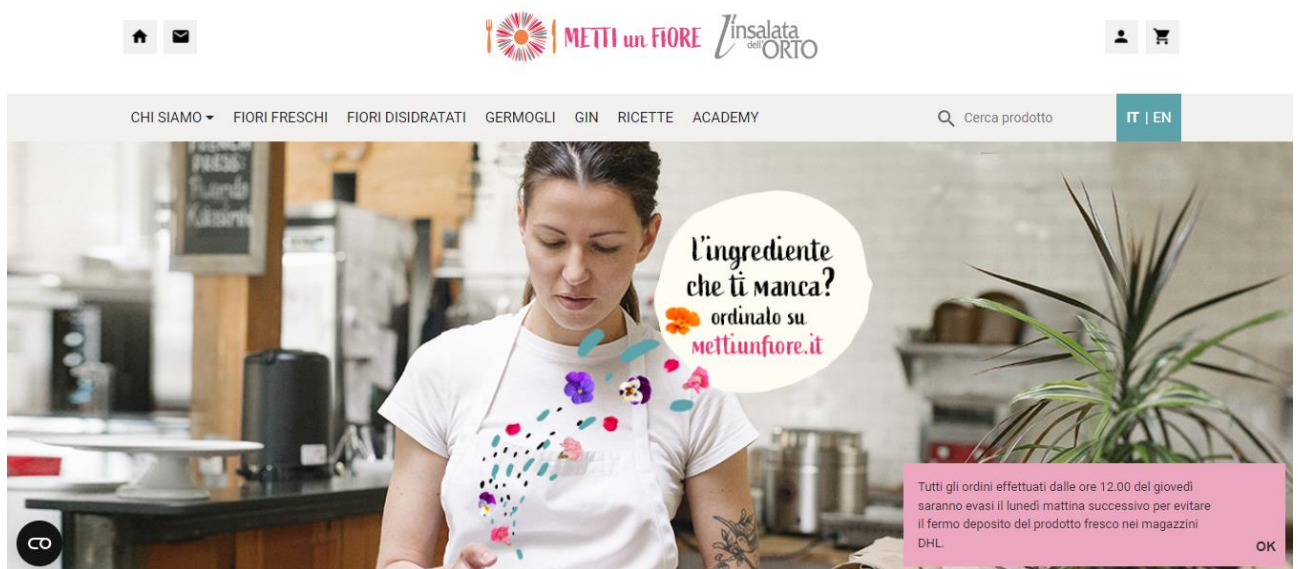 METTI un FIORE
l'insalata
dell'ORTO
CHI SIAMO FIORI FRESCHI FIORI DISIDRATATI GERMOGLI GIN RICETTE ACADEMY Cerca prodotto IT | EN
FRENCH
PRESS:
l'ingrediente
che ti manca?
ordinalo su
mettiunfiore.it
Tutti gli ordini effettuati dalle ore 12.00 del giovedì
saranno evasi il lunedì mattina successivo per evitare
il fermo deposito del prodotto fresco nei magazzini
DHL.
OK